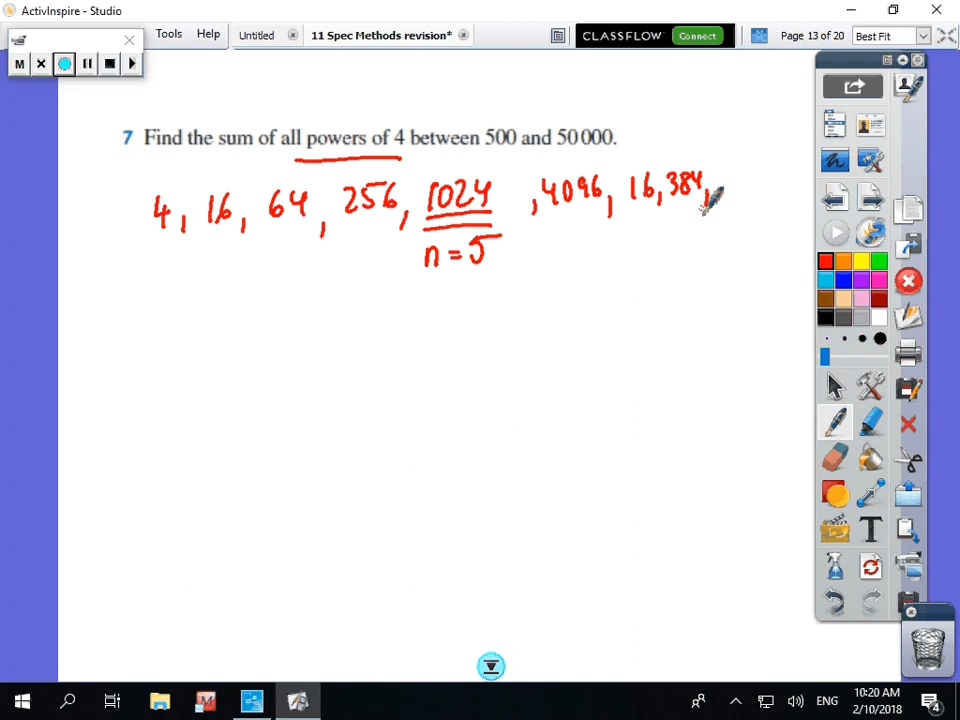 ActivInspire - Studio
Tools Help Untitled 11 Spec Methods revision* CLASSFLOW Connect Page 13 of 20 Best Fit
M
7 Find the sum of all powers of 4 between 500 and 50 000.
4, 16, 64, 256, 1024, 4096, 16,384,
n = 5
T
ENG
10:20 AM
2/10/2018
4